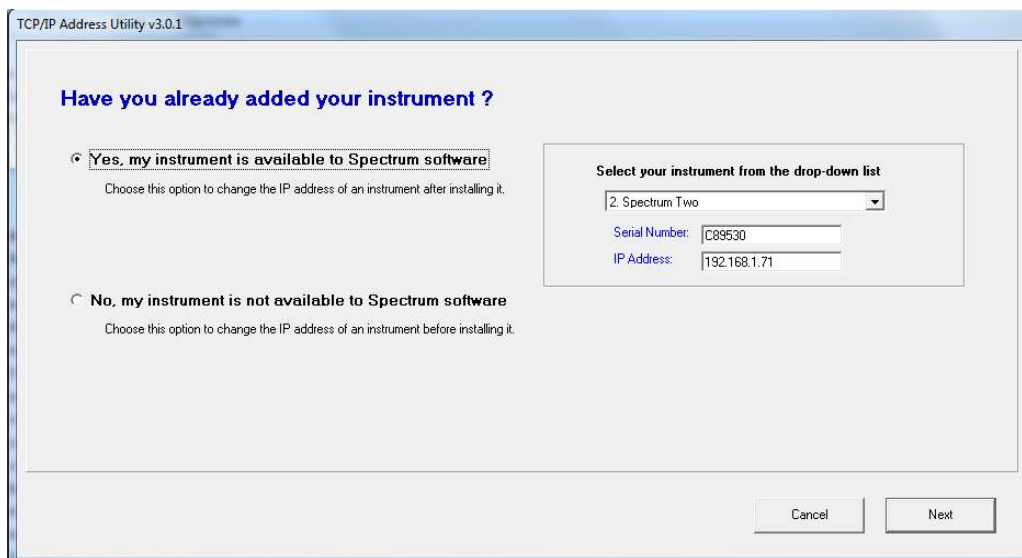 TCP/IP Address Utility v3.0.1
Have you already added your instrument ?
Yes, my instrument is available to Spectrum software
Choose this option to change the IP address of an instrument after installing it.
Select your instrument from the drop-down list
2. Spectrum Two
Serial Number: C89530
IP Address: 192.168.1.71
No, my instrument is not available to Spectrum software
Choose this option to change the IP address of an instrument before installing it.
Cancel Next